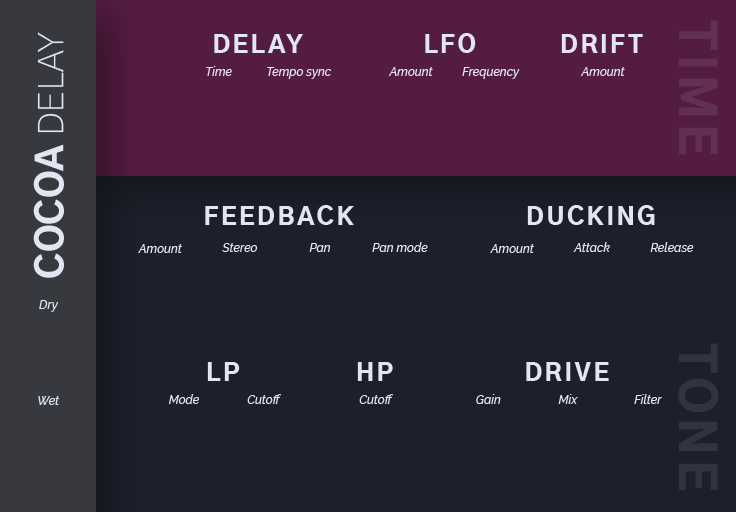 COCOA DELAY
Dry
Wet
TIME
DELAY
Time Tempo sync
LFO
Amount Frequency
DRIFT
Amount
FEEDBACK
Amount Stereo Pan Pan mode
DUCKING
Amount Attack Release
TONE
LP
Mode Cutoff
HP
Cutoff
DRIVE
Gain Mix Filter